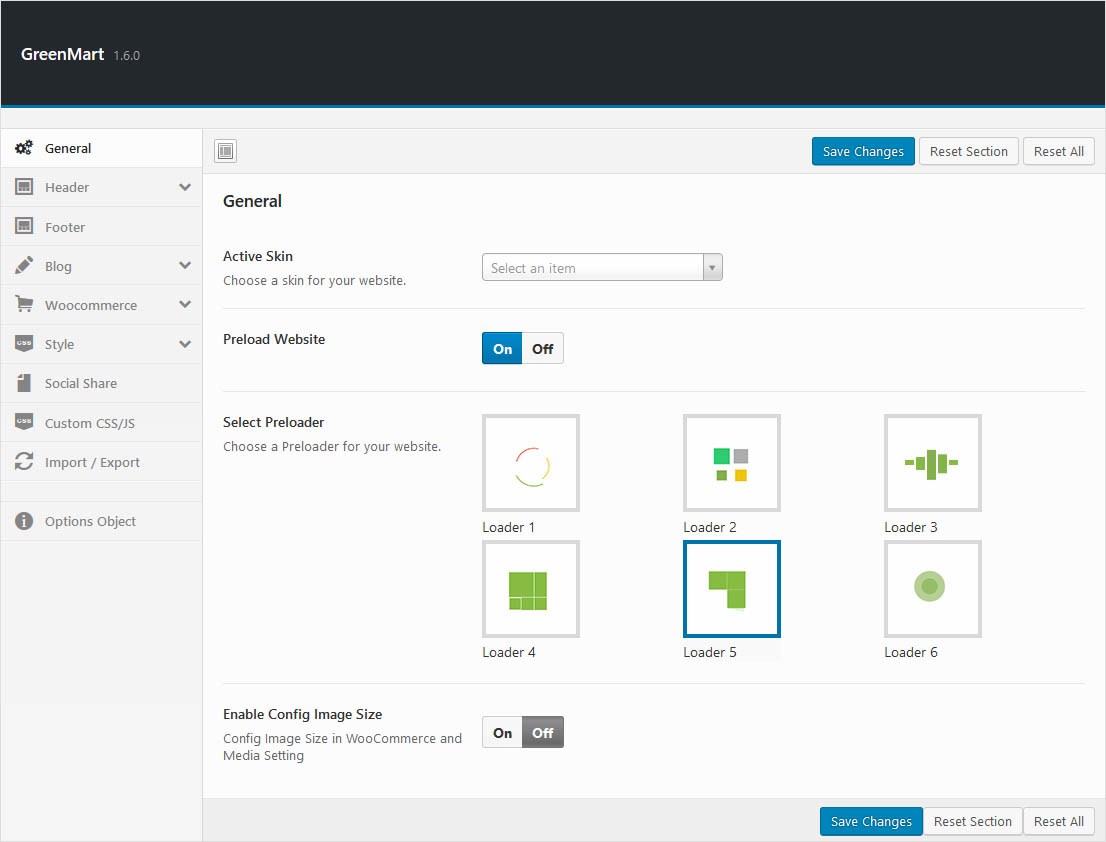 GreenMart 1.6.0
General
Header
Footer
Blog
Woocommerce
CSS Style
Social Share
CSS Custom CSS/JS
Import / Export
Options Object
Save Changes Reset Section Reset All
General
Active Skin
Choose a skin for your website.
Select an item
Preload Website
On Off
Select Preloader
Choose a Preloader for your website.
Loader 1 Loader 2 Loader 3
Loader 4 Loader 5 Loader 6
Enable Config Image Size
Config Image Size in WooCommerce and
Media Setting
On Off
Save Changes Reset Section Reset All